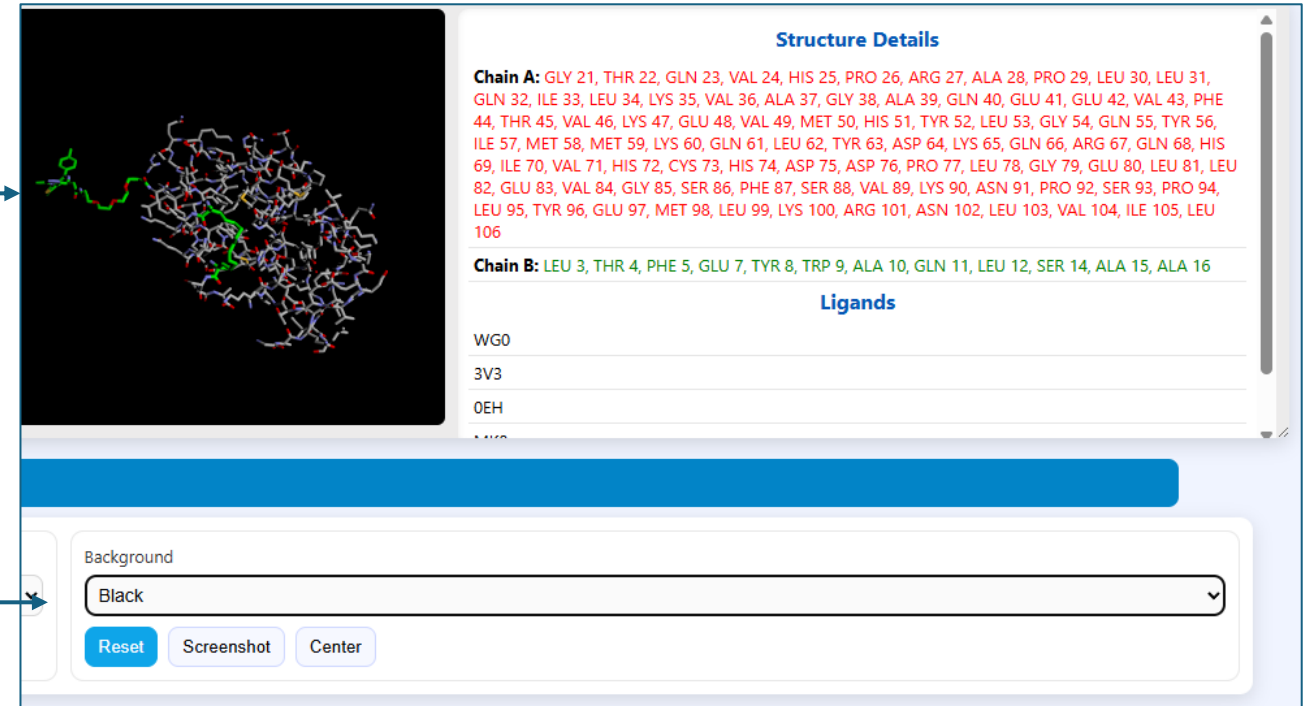 Structure Details
Chain A: GLY 21, THR 22, GLN 23, VAL 24, HIS 25, PRO 26, ARG 27, ALA 28, PRO 29, LEU 30, LEU 31,
GLN 32, ILE 33, LEU 34, LYS 35, VAL 36, ALA 37, GLY 38, ALA 39, GLN 40, GLU 41, GLU 42, VAL 43, PHE
44, THR 45, VAL 46, LYS 47, GLU 48, VAL 49, MET 50, HIS 51, TYR 52, LEU 53, GLY 54, GLN 55, TYR 56,
ILE 57, MET 58, MET 59, LYS 60, GLN 61, LEU 62, TYR 63, ASP 64, LYS 65, GLN 66, ARG 67, GLN 68, HIS
69, ILE 70, VAL 71, HIS 72, CYS 73, HIS 74, ASP 75, ASP 76, PRO 77, LEU 78, GLY 79, GLU 80, LEU 81, LEU
82, GLU 83, VAL 84, GLY 85, SER 86, PHE 87, SER 88, VAL 89, LYS 90, ASN 91, PRO 92, SER 93, PRO 94,
LEU 95, TYR 96, GLU 97, MET 98, LEU 99, LYS 100, ARG 101, ASN 102, LEU 103, VAL 104, ILE 105, LEU
106
Chain B: LEU 3, THR 4, PHE 5, GLU 7, TYR 8, TRP 9, ALA 10, GLN 11, LEU 12, SER 14, ALA 15, ALA 16
Ligands
WG0
3V3
0EH
Background
Black
Reset Screenshot Center